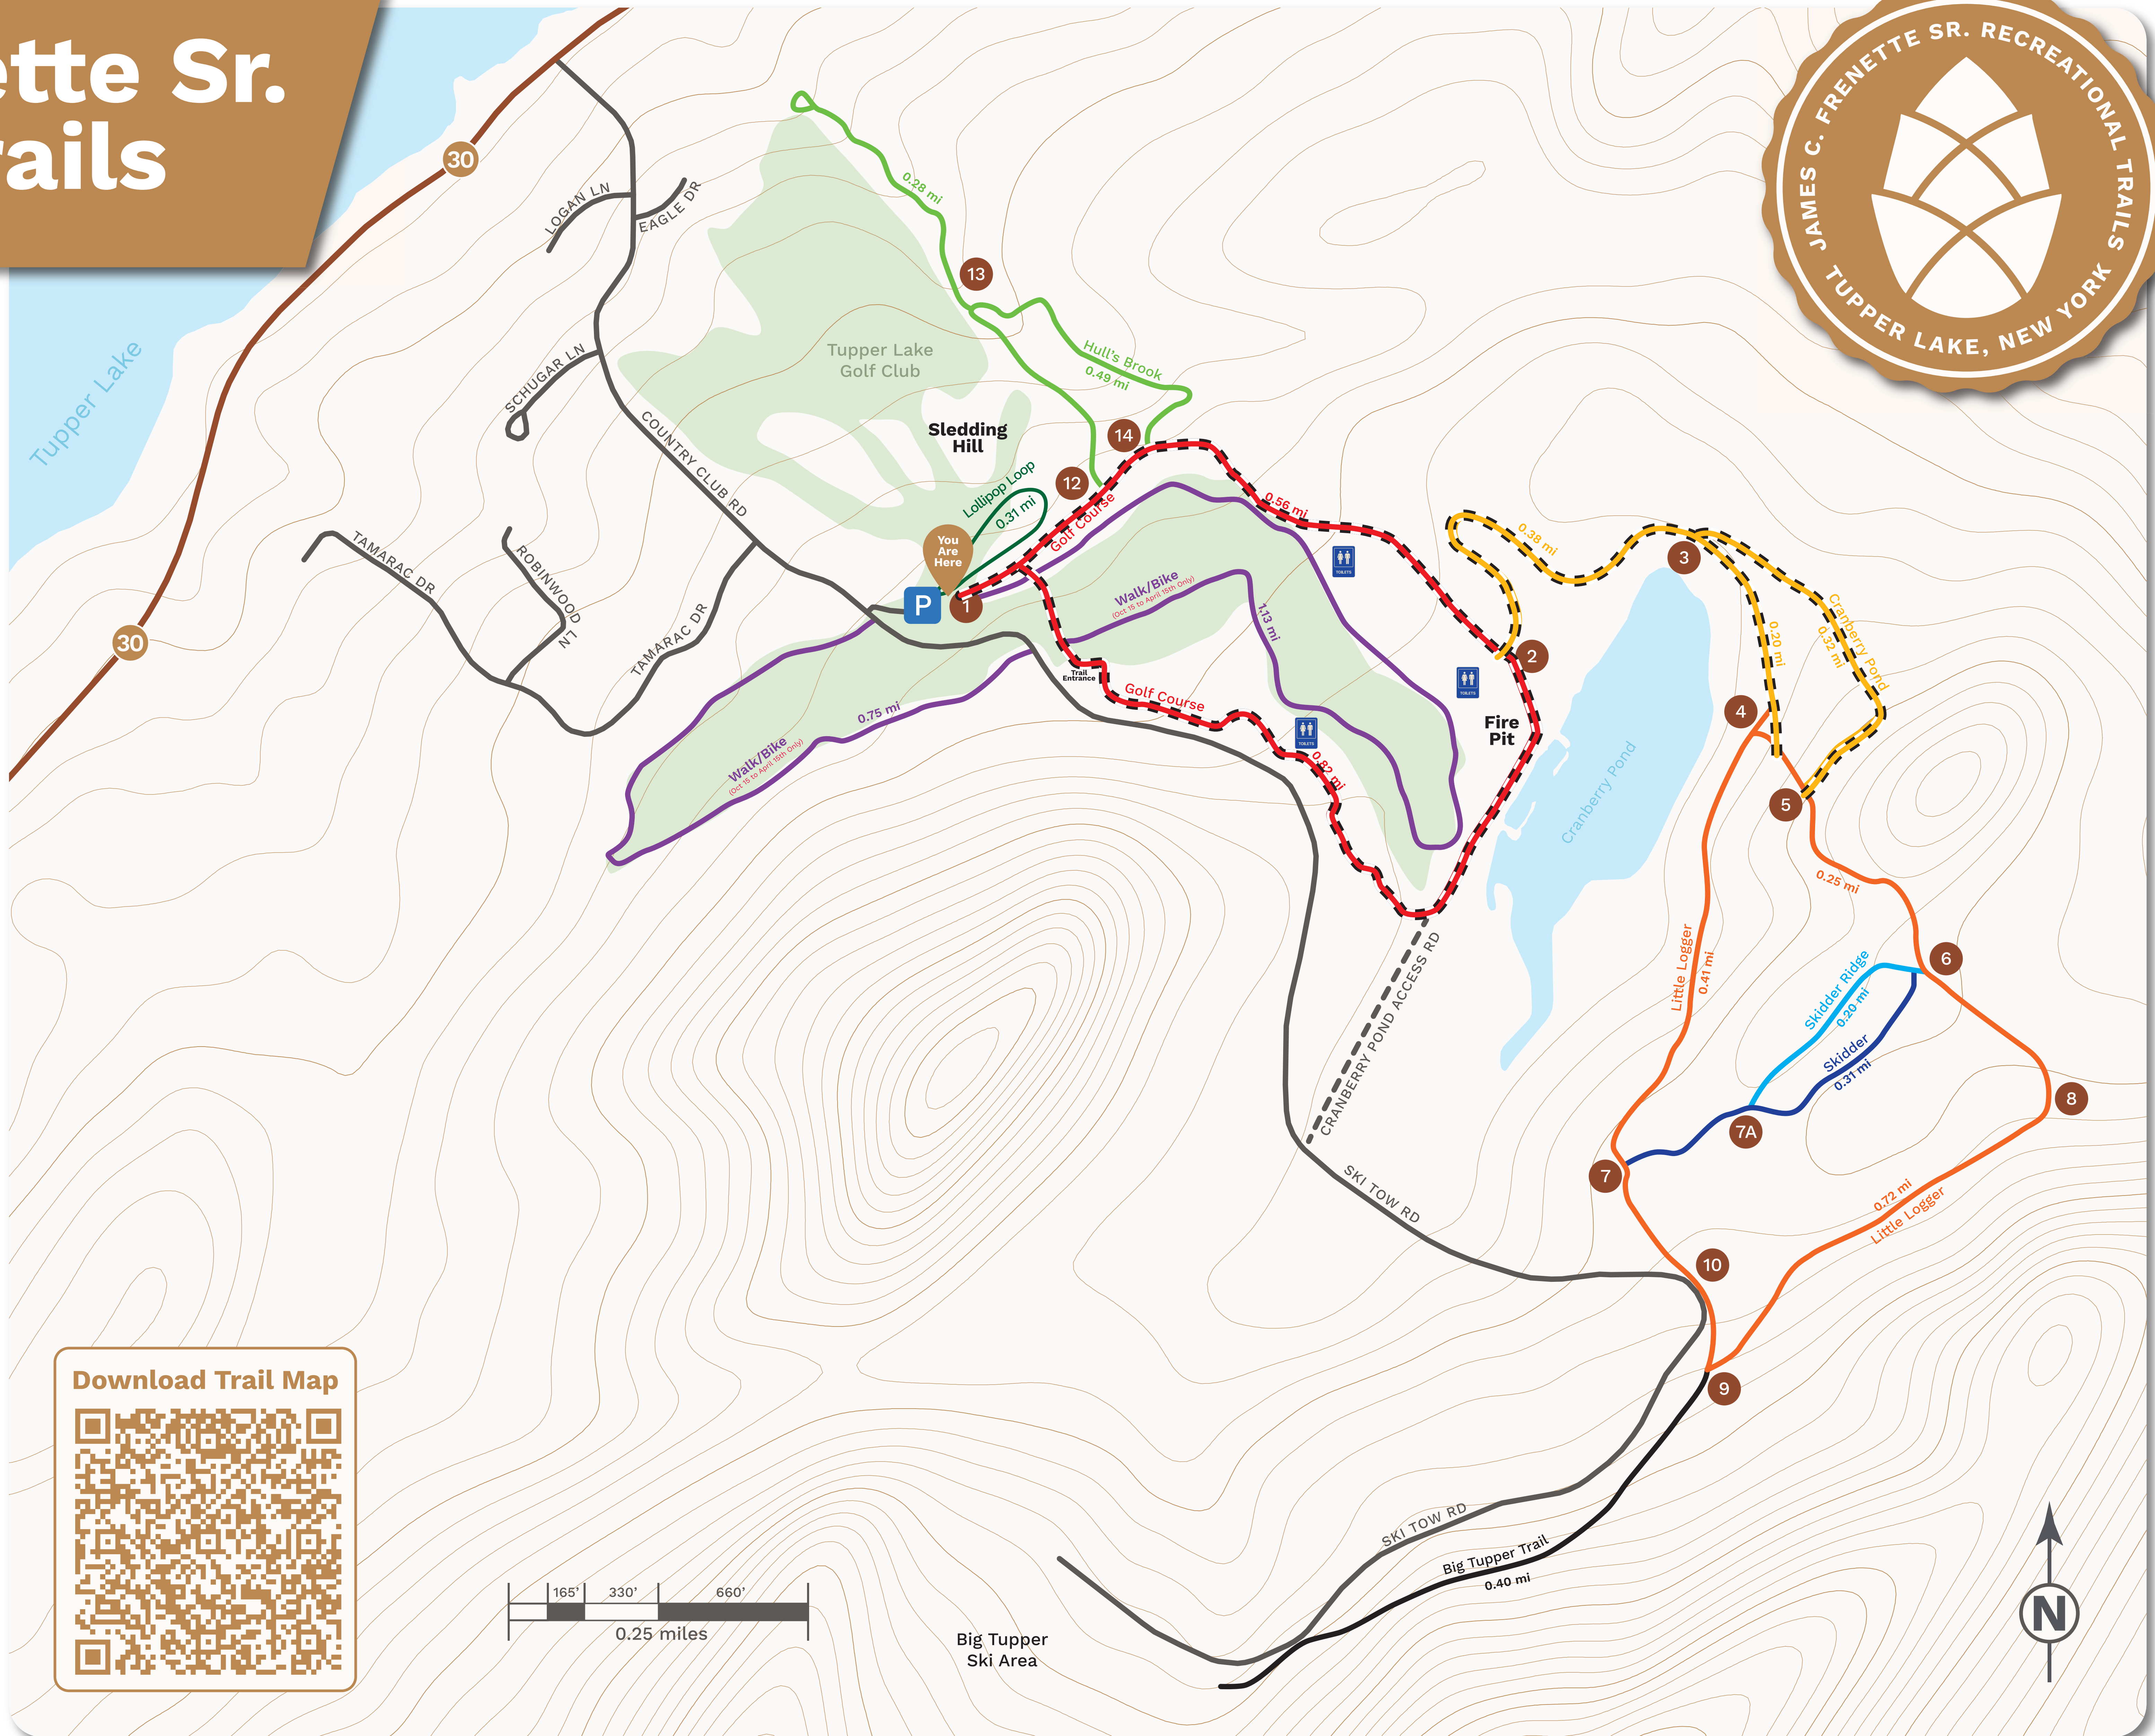 ette Sr.
rails
JAMES C. FRENETTE SR. RECREATIONAL TRAILS
TUPPER LAKE, NEW YORK
30
30
Tupper Lake
LOGAN LN
EAGLE DR
SCHUGAR LN
COUNTRY CLUB RD
TAMARAC DR
ROBINWOOD LN
TAMARAC DR
0.28 mi
13
Tupper Lake
Golf Club
Hull's Brook
0.49 mi
Sledding
Hill
14
12
Lollipop Loop
0.31 mi
Golf Course
You
Are
Here
P
1
0.56 mi
TOILETS
Walk/Bike
(Oct 15 to April 15th Only)
1.13 mi
Trail
Entrance
Golf Course
TOILETS
TOILETS
0.82 mi
0.75 mi
Walk/Bike
(Oct 15 to April 15th Only)
2
Fire
Pit
0.38 mi
3
Cranberry Pond
0.32 mi
0.20 mi
4
5
Cranberry Pond
0.25 mi
Little Logger
0.41 mi
6
Skidder Ridge
0.20 mi
Skidder
0.31 mi
7A
7
8
0.72 mi
Little Logger
CRANBERRY POND ACCESS RD
SKI TOW RD
10
9
SKI TOW RD
Big Tupper Trail
0.40 mi
Big Tupper
Ski Area
Download Trail Map
165' 330' 660'
0.25 miles
N